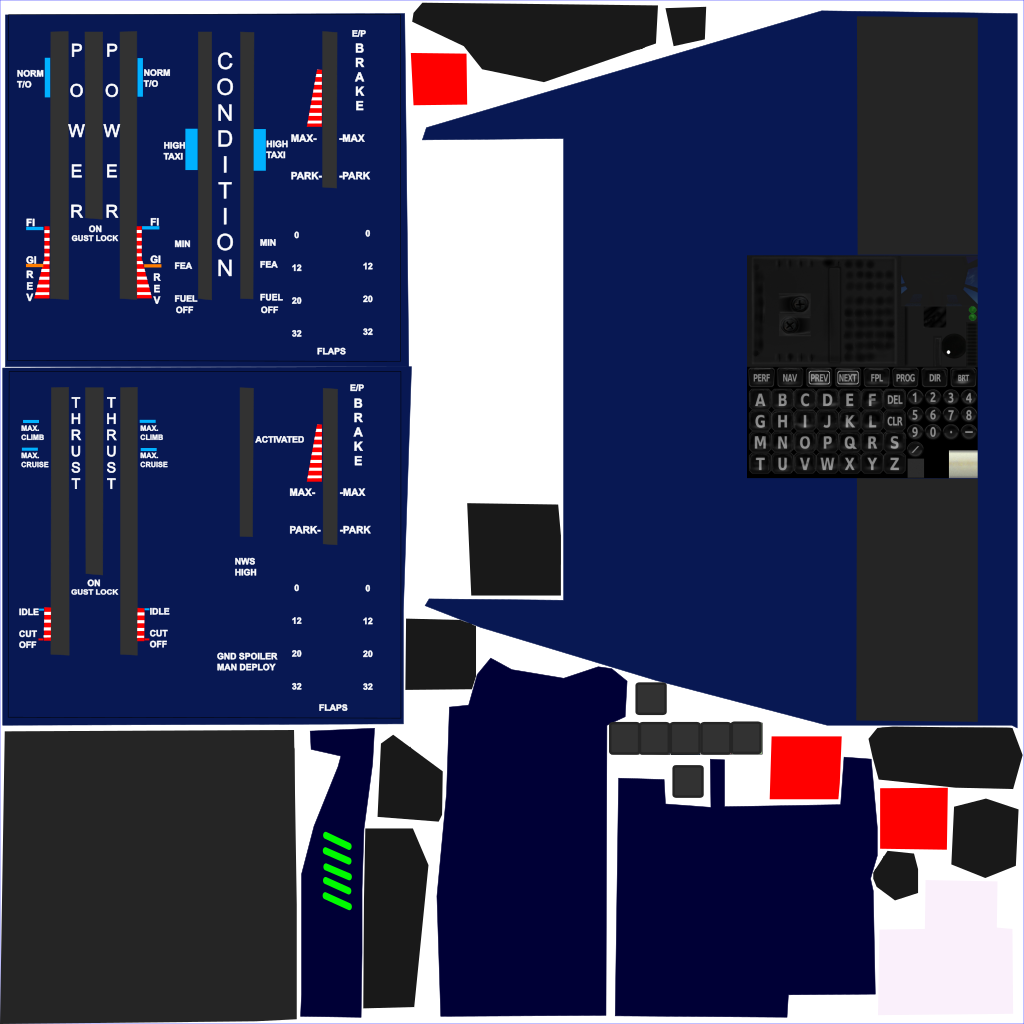 POWER
POWER
NORM
T/O
NORM
T/O
CONDITION
E/P
BRAKE
HIGH
TAXI
HIGH
TAXI
MAX-
-MAX
PARK-
-PARK
FI
FI
ON
GUST LOCK
GI
GI
REV
REV
MIN
MIN
FEA
FEA
FUEL
OFF
FUEL
OFF
0
0
12
12
20
20
32
32
FLAPS
THRUST
THRUST
MAX.
CLIMB
MAX.
CLIMB
MAX.
CRUISE
MAX.
CRUISE
ACTIVATED
E/P
BRAKE
MAX-
-MAX
PARK-
-PARK
NWS
HIGH
ON
GUST LOCK
IDLE
IDLE
CUT
OFF
CUT
OFF
0
0
12
12
20
20
32
32
GND SPOILER
MAN DEPLOY
FLAPS
PERF NAV PREV NEXT FPL PROG DIR BRT
A B C D E F DEL 1 2 3 4
G H I J K L CLR 5 6 7 8
M N O P Q R S 9 0 • −
T U V W X Y Z /